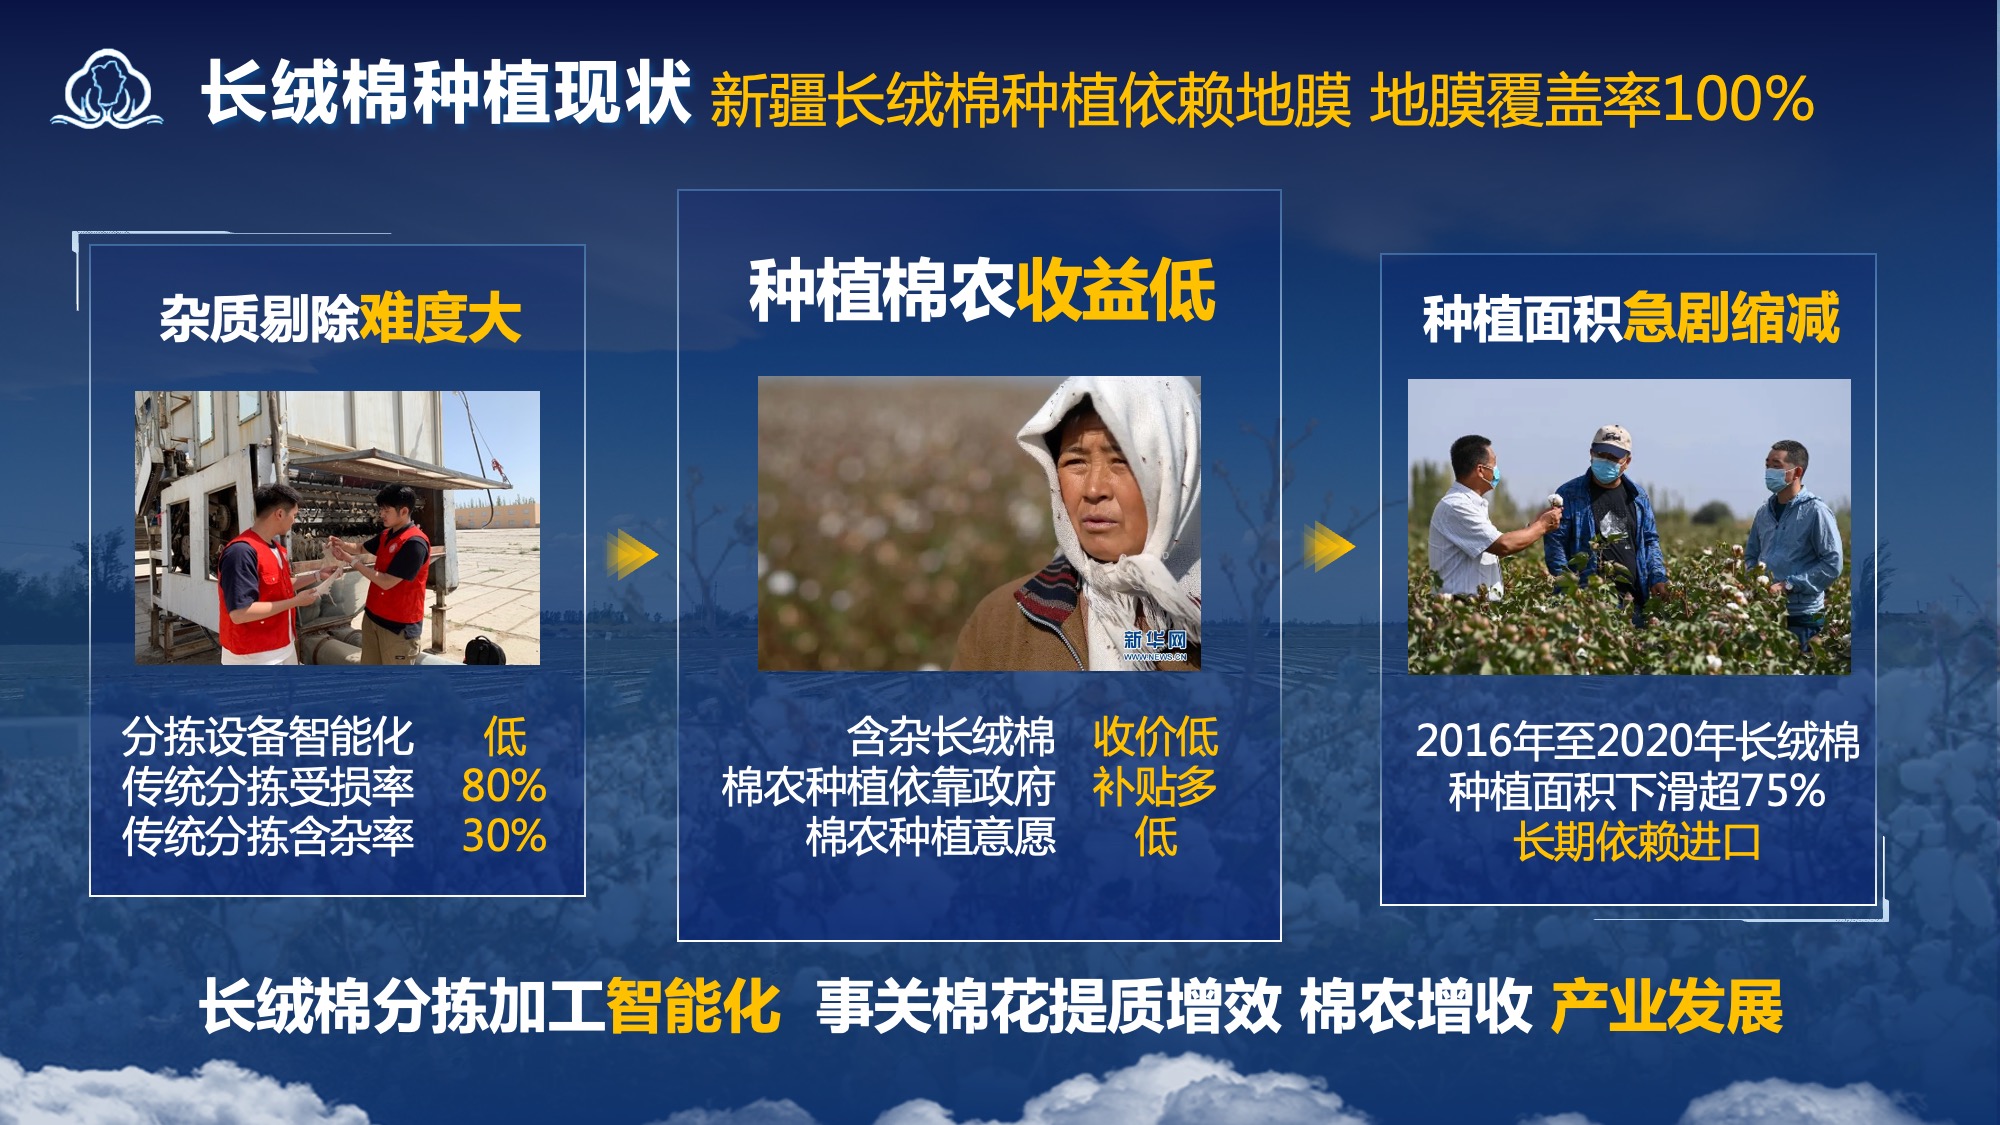 长绒棉种植现状 新疆长绒棉种植依赖地膜 地膜覆盖率100%
杂质剔除难度大
分拣设备智能化 低
传统分拣受损率 80%
传统分拣含杂率 30%
种植棉农收益低
新华网
WWW.NEWS.CN
含杂长绒棉 收价低
棉农种植依靠政府 补贴多
棉农种植意愿 低
种植面积急剧缩减
2016年至2020年长绒棉
种植面积下滑超75%
长期依赖进口
长绒棉分拣加工智能化 事关棉花提质增效 棉农增收 产业发展